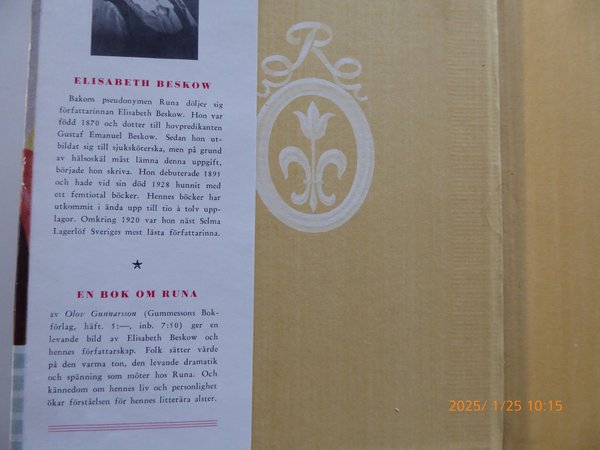 ELISABETH BESKOW
Bakom pseudonymen Runa döljer sig
författarinnan Elisabeth Beskow. Hon var
född 1870 och dotter till hovpredikanten
Gustaf Emanuel Beskow. Sedan hon ut-
bildat sig till sjuksköterska, men på grund
av hälsoskäl måst lämna denna uppgift,
började hon skriva. Hon debuterade 1895
och hade vid sin död 1928 hunnit med
ett femtiotal böcker. Hennes böcker har
utkommit i ända upp till tio à tolv upp-
lagor. Omkring 1920 var hon näst Selma
Lagerlöf Sveriges mest lästa författarinna.
EN BOK OM RUNA
av Olov Gunnarsson (Gummessons Bok-
förlag, häft. 5:—, inb. 7:50) ger en
levande bild av Elisabeth Beskow och
hennes författarskap. Folk sätter värde
på den varma ton, den levande dramatik
och spänning som möter hos Runa. Och
kännedom om hennes liv och personlighet
ökar förståelsen för hennes litterära alster.
R
2025/ 1/25 10:15